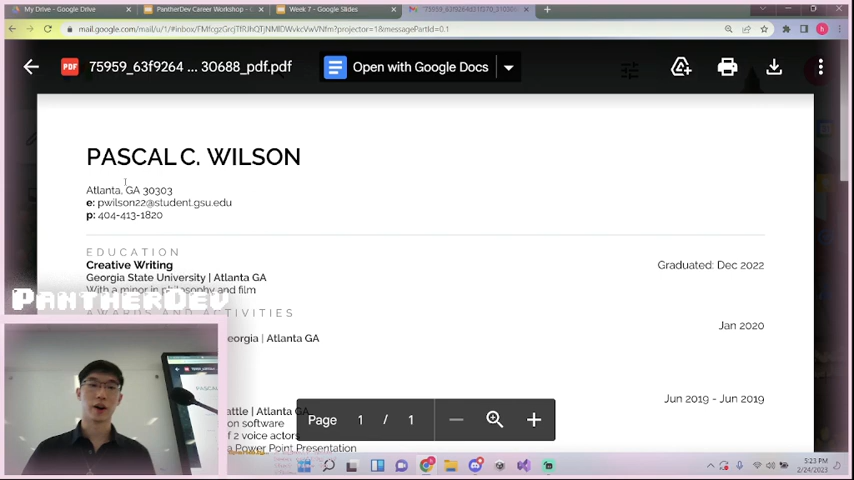 My Drive - Google Drive
PantherDev Career Workshop - G
Week 7 - Google Slides
mail.google.com/mail/u/1/#inbox/
projector=1&messagePartId=0.1
PDF
75959_63f9264 ... 30688_pdf.pdf
Open with Google Docs
PASCAL C. WILSON
Atlanta, GA 30303
e: pwilson22@student.gsu.edu
p: 404-413-1820
EDUCATION
Creative Writing
Graduated: Dec 2022
Georgia State University | Atlanta GA
With a minor in philosophy and film
PANTHERDEV
AWARDS AND ACTIVITIES
Jan 2020
eorgia | Atlanta GA
Jun 2019 - Jun 2019
attle | Atlanta GA
on software
of 2 voice actors
a Power Point Presentation
Page 1 / 1
5:23 PM
2/24/2023